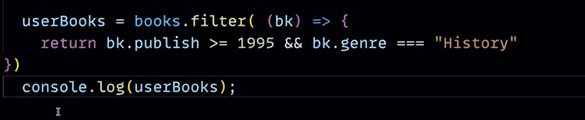 userBooks = books.filter( (bk) => {
return bk.publish >= 1995 && bk.genre === "History"
})
console.log(userBooks);